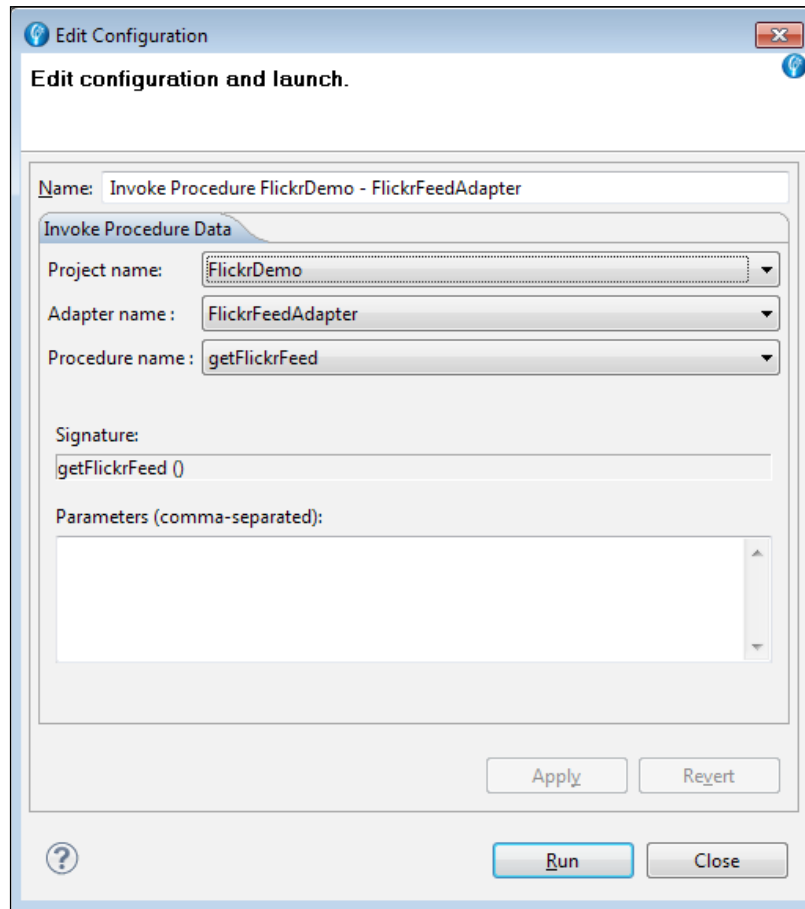 Edit Configuration
Edit configuration and launch.
Name: Invoke Procedure FlickrDemo - FlickrFeedAdapter
Invoke Procedure Data
Project name: FlickrDemo
Adapter name : FlickrFeedAdapter
Procedure name : getFlickrFeed
Signature:
getFlickrFeed ()
Parameters (comma-separated):
Apply Revert
? Run Close